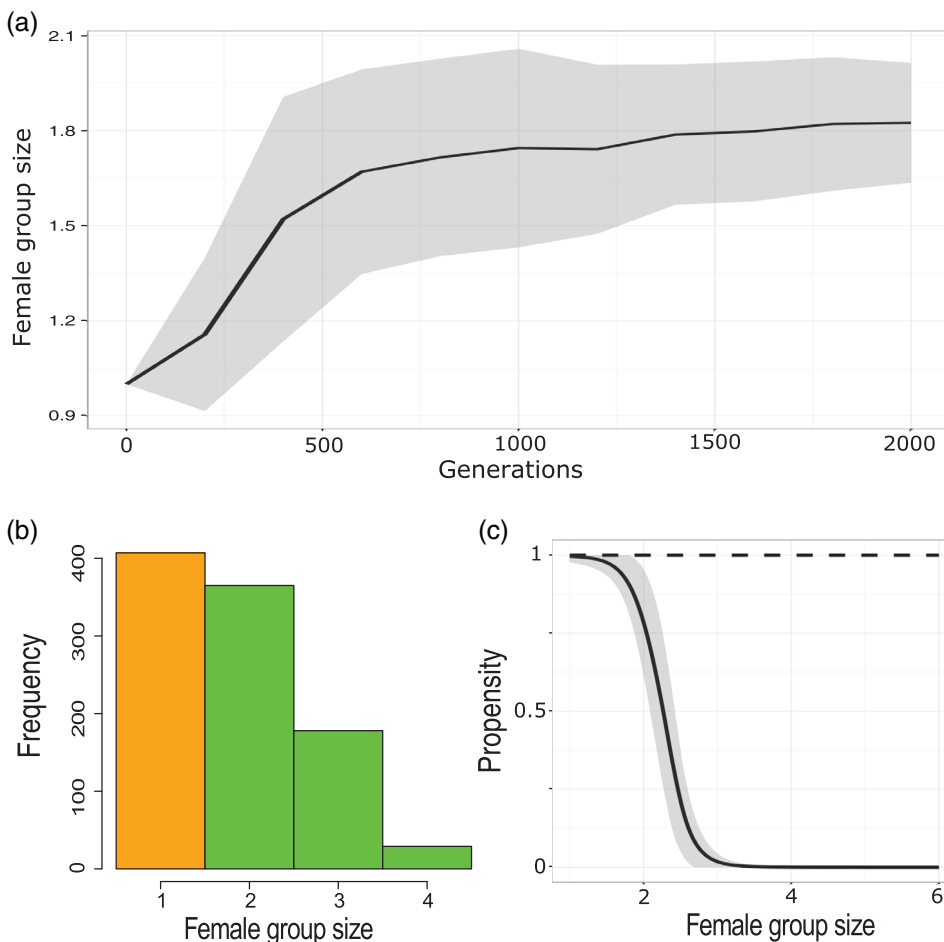 (a)
2.1
1.8
1.5
1.2
0.9
Female group size
0 500 1000 1500 2000
Generations
(b)
400
300
200
100
0
Frequency
1 2 3 4
Female group size
(c)
1
0.5
0
Propensity
2 4 6
Female group size